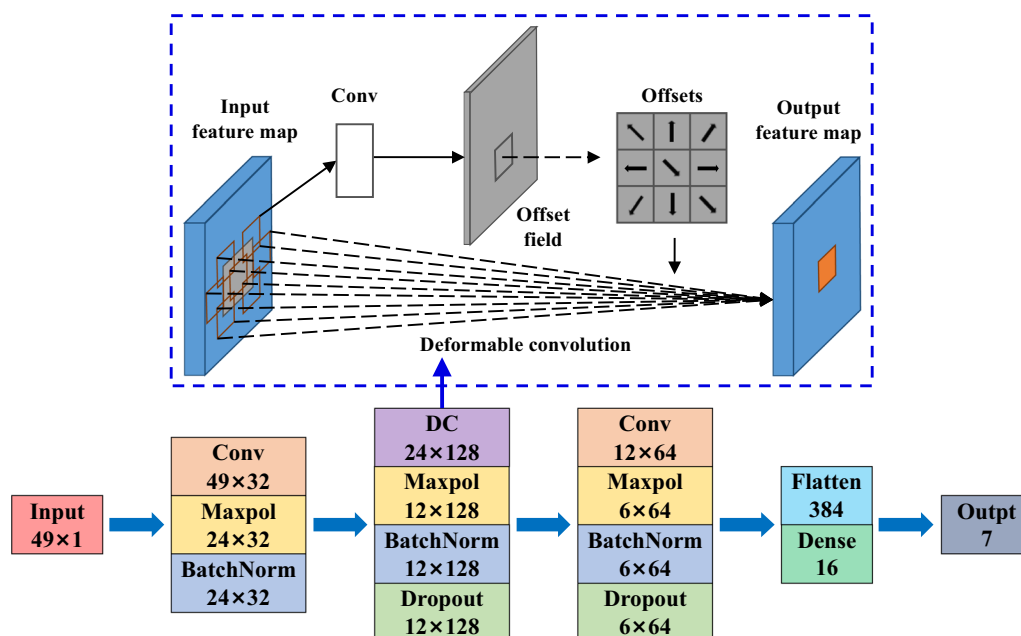 Input
feature map
Conv
Offset
field
Offsets
Output
feature map
Deformable convolution
Input
49×1
Conv
49×32
Maxpol
24×32
BatchNorm
24×32
DC
24×128
Maxpol
12×128
BatchNorm
12×128
Dropout
12×128
Conv
12×64
Maxpol
6×64
BatchNorm
6×64
Dropout
6×64
Flatten
384
Dense
16
Outpt
7